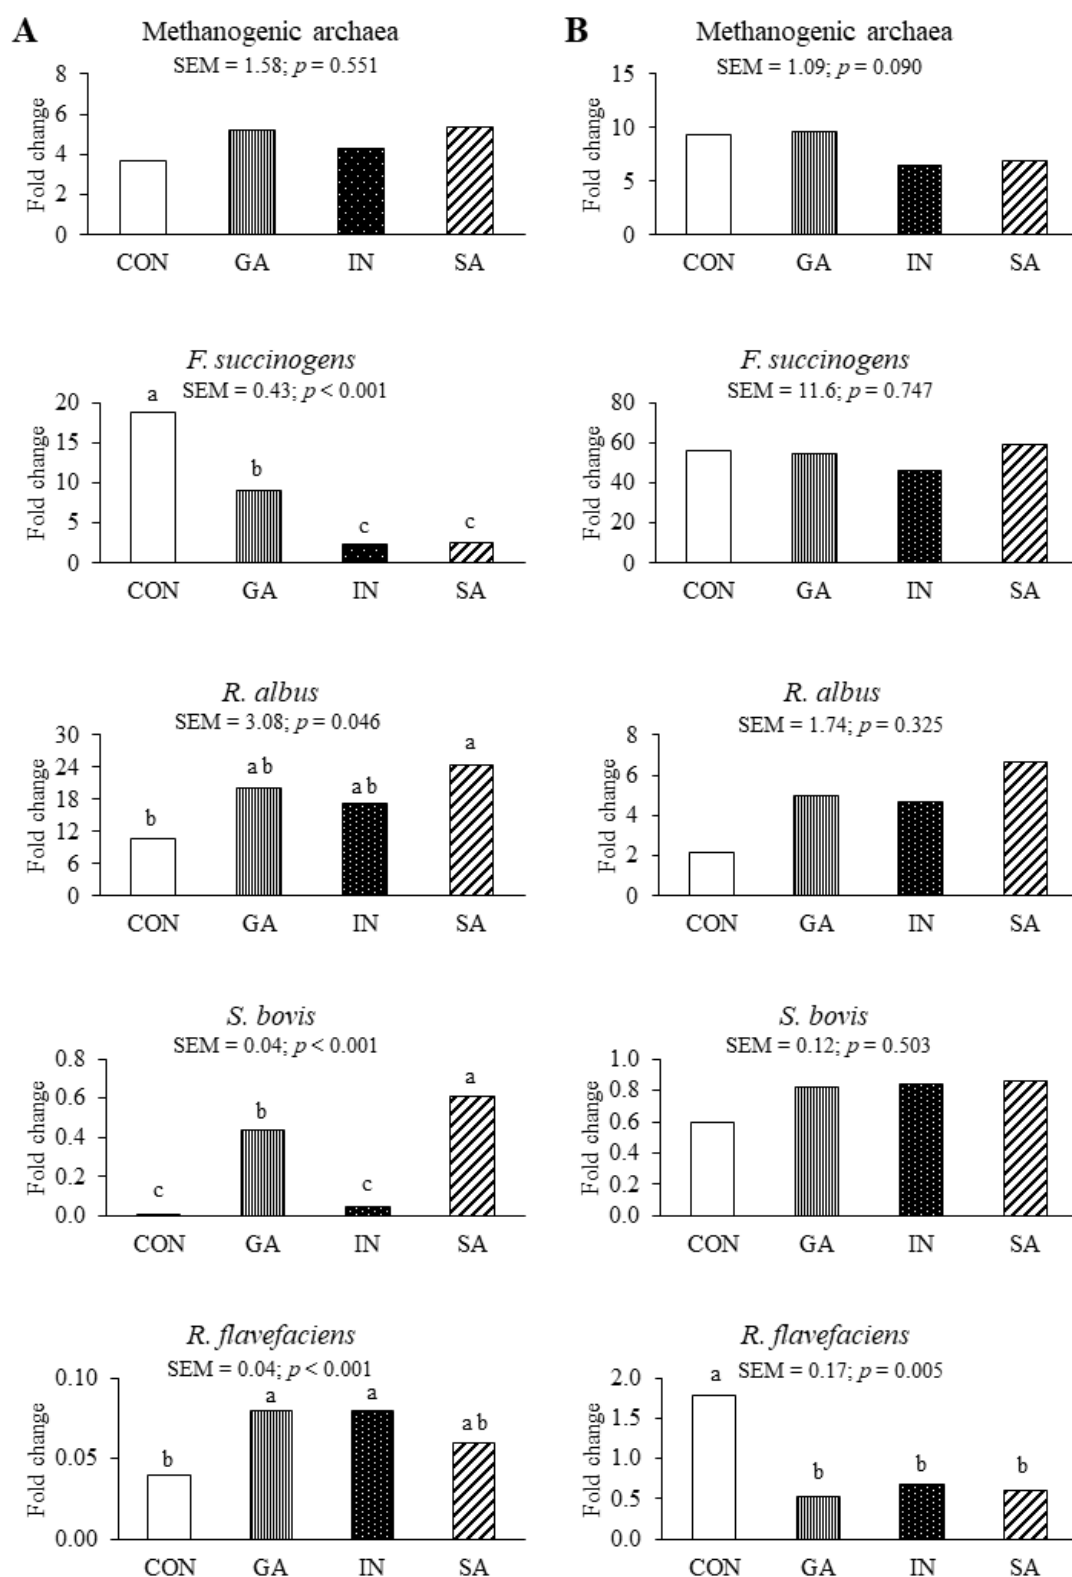 A
Methanogenic archaea
SEM = 1.58; p = 0.551
Fold change
8
6
4
2
0
CON GA IN SA
B
Methanogenic archaea
SEM = 1.09; p = 0.090
Fold change
15
10
5
0
CON GA IN SA
F. succinogens
SEM = 0.43; p < 0.001
Fold change
20
15
10
5
0
a
b
c
c
CON GA IN SA
F. succinogens
SEM = 11.6; p = 0.747
Fold change
80
60
40
20
0
CON GA IN SA
R. albus
SEM = 3.08; p = 0.046
Fold change
30
24
18
12
6
0
b
a b
a b
a
CON GA IN SA
R. albus
SEM = 1.74; p = 0.325
Fold change
8
6
4
2
0
CON GA IN SA
S. bovis
SEM = 0.04; p < 0.001
Fold change
0.8
0.6
0.4
0.2
0.0
c
b
c
a
CON GA IN SA
S. bovis
SEM = 0.12; p = 0.503
Fold change
1.0
0.8
0.6
0.4
0.2
0.0
CON GA IN SA
R. flavefaciens
SEM = 0.04; p < 0.001
Fold change
0.10
0.05
0.00
b
a
a
a b
CON GA IN SA
R. flavefaciens
SEM = 0.17; p = 0.005
Fold change
2.0
1.5
1.0
0.5
0.0
a
b
b
b
CON GA IN SA